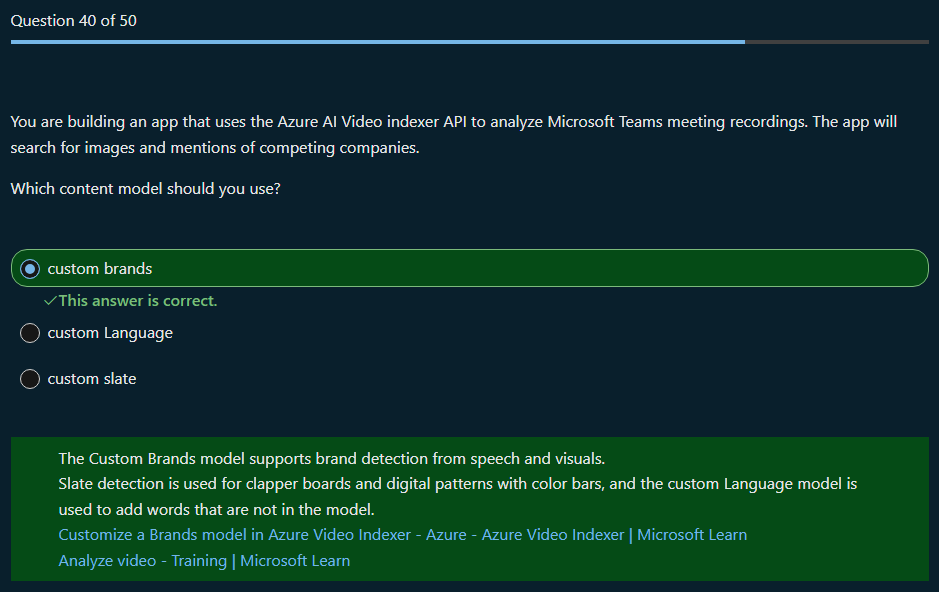 Question 40 of 50
You are building an app that uses the Azure AI Video indexer API to analyze Microsoft Teams meeting recordings. The app will
search for images and mentions of competing companies.
Which content model should you use?
custom brands
✓This answer is correct.
custom Language
custom slate
The Custom Brands model supports brand detection from speech and visuals.
Slate detection is used for clapper boards and digital patterns with color bars, and the custom Language model is
used to add words that are not in the model.
Customize a Brands model in Azure Video Indexer - Azure - Azure Video Indexer | Microsoft Learn
Analyze video - Training | Microsoft Learn